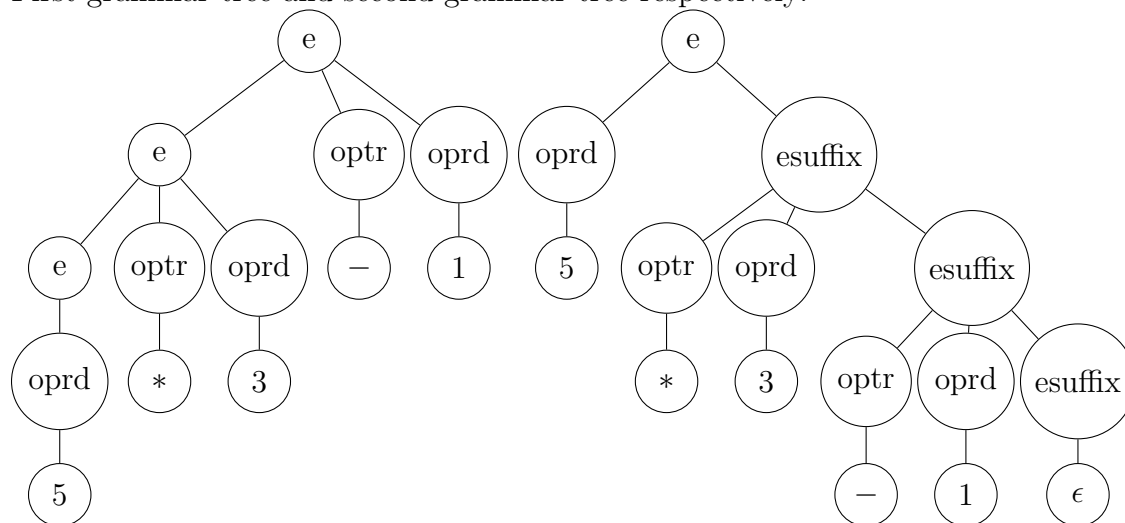 First grammar tree and second grammar tree respectively:
e e
e optr oprd oprd esuffix
e optr oprd − 1 5 optr oprd esuffix
oprd ∗ 3 ∗ 3 optr oprd esuffix
5 − 1 ϵ